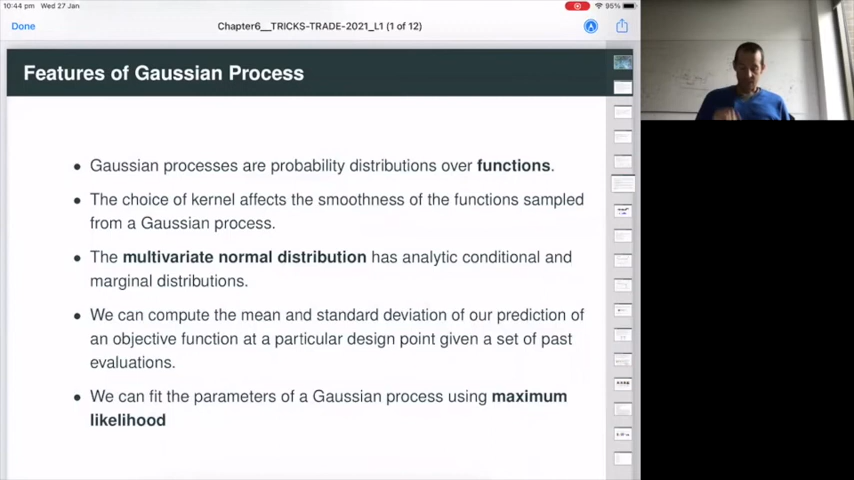 10:44 pm Wed 27 Jan
95%
Done
Chapter6__TRICKS-TRADE-2021_L1 (1 of 12)
Features of Gaussian Process
• Gaussian processes are probability distributions over functions.
• The choice of kernel affects the smoothness of the functions sampled
from a Gaussian process.
• The multivariate normal distribution has analytic conditional and
marginal distributions.
• We can compute the mean and standard deviation of our prediction of
an objective function at a particular design point given a set of past
evaluations.
• We can fit the parameters of a Gaussian process using maximum
likelihood